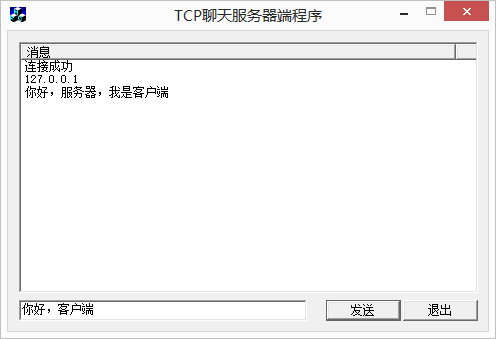 TCP聊天服务器端程序
消息
连接成功
127.0.0.1
你好，服务器，我是客户端
你好，客户端
发送
退出